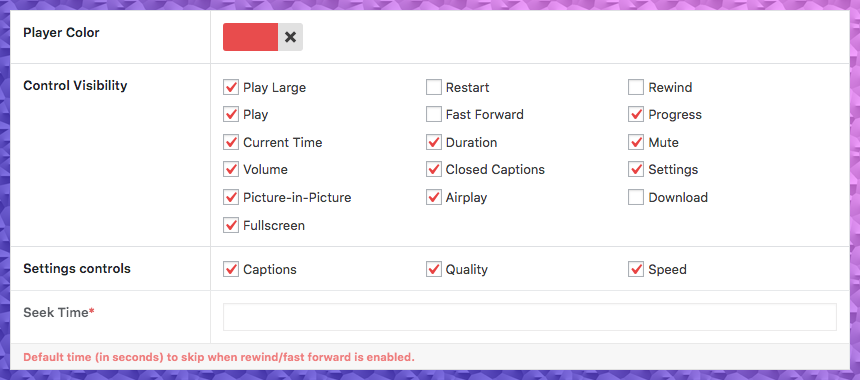 Player Color
Control Visibility
Play Large Restart Rewind
Play Fast Forward Progress
Current Time Duration Mute
Volume Closed Captions Settings
Picture-in-Picture Airplay Download
Fullscreen
Settings controls Captions Quality Speed
Seek Time*
Default time (in seconds) to skip when rewind/fast forward is enabled.